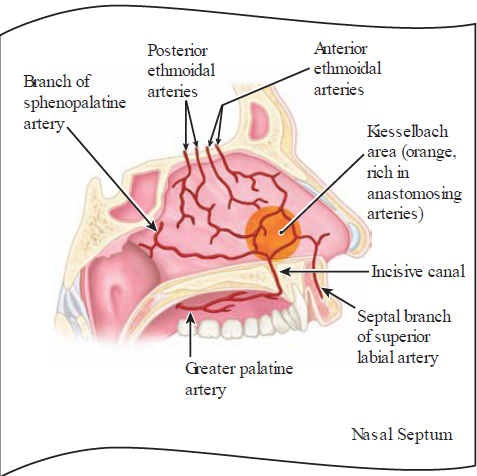 Posterior
ethmoidal
arteries
Anterior
ethmoidal
arteries
Branch of
sphenopalatine
artery
Kiesselbach
area (orange,
rich in
anastomosing
arteries)
Incisive canal
Septal branch
of superior
labial artery
Greater palatine
artery
Nasal Septum